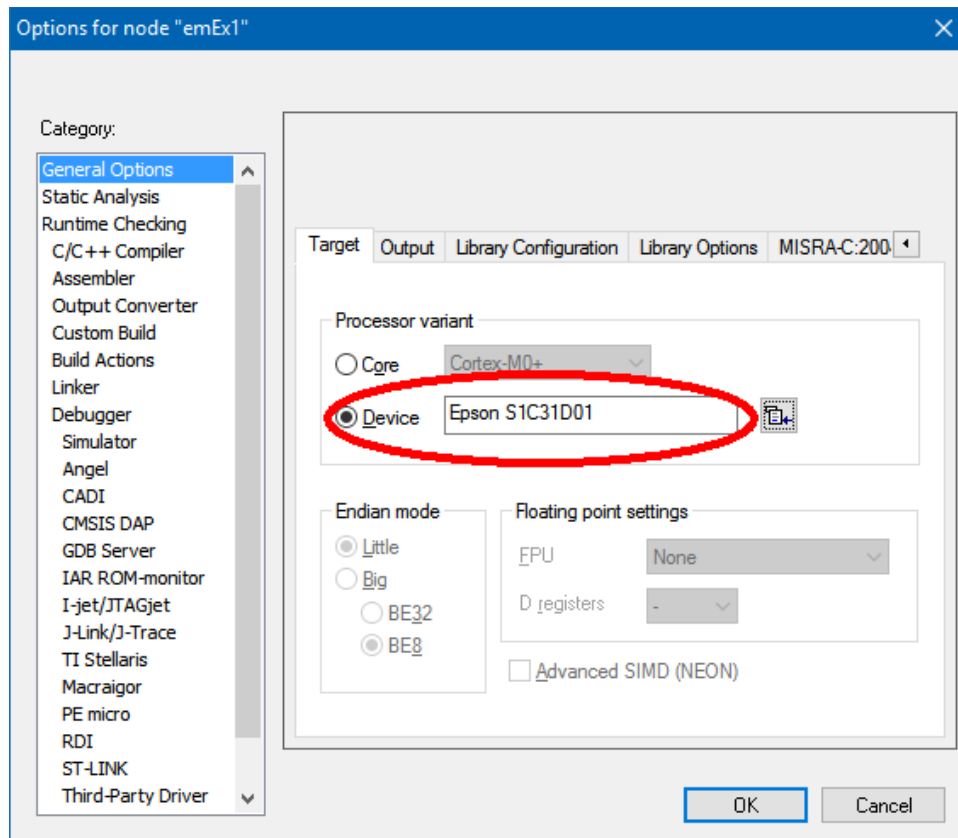 Options for node "emEx1"
Category:
General Options
Static Analysis
Runtime Checking
C/C++ Compiler
Assembler
Output Converter
Custom Build
Build Actions
Linker
Debugger
Simulator
Angel
CADI
CMSIS DAP
GDB Server
IAR ROM-monitor
I-jet/JTAGjet
J-Link/J-Trace
TI Stellaris
Macraigor
PE micro
RDI
ST-LINK
Third-Party Driver
Target Output Library Configuration Library Options MISRA-C:200
Processor variant
Core Cortex-M0+
Device Epson S1C31D01
Endian mode
Little
Big
BE32
BE8
Floating point settings
FPU None
D registers -
Advanced SIMD (NEON)
OK Cancel